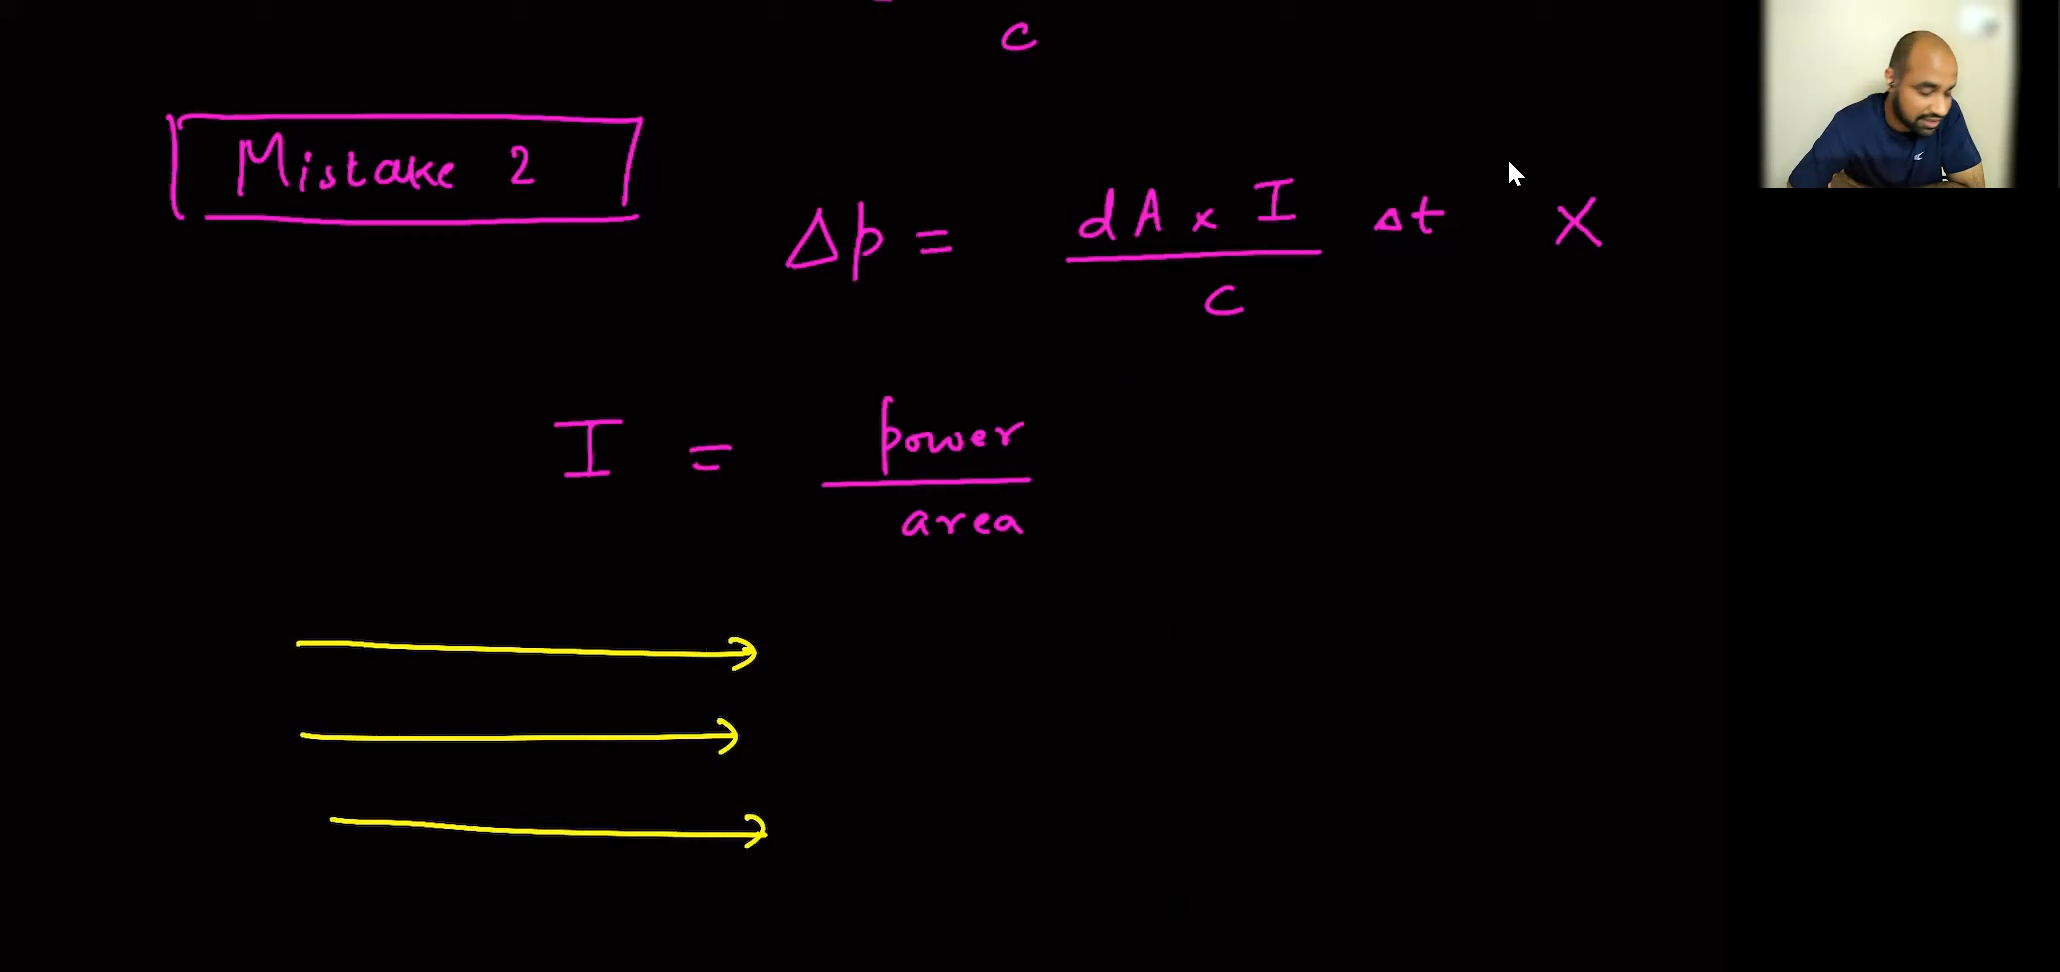 c
Mistake 2
Δp = dA x I / c Δt X
I = power / area